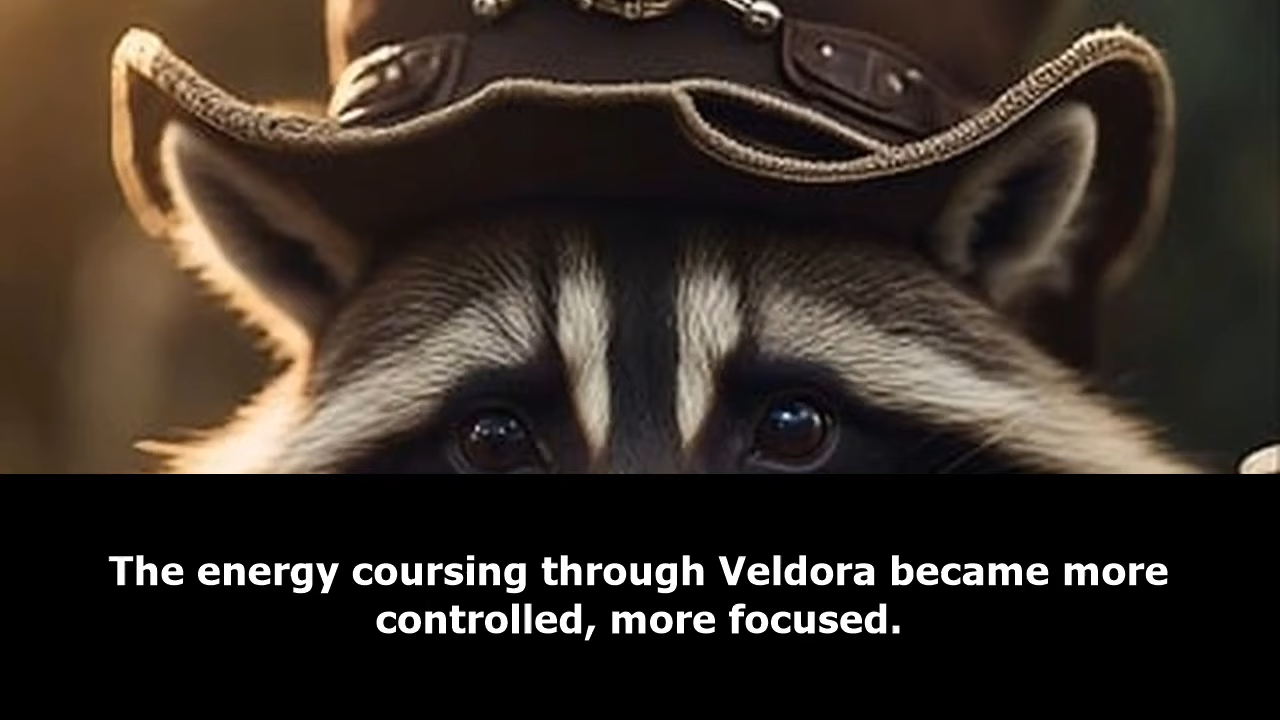 The energy coursing through Veldora became more
controlled, more focused.